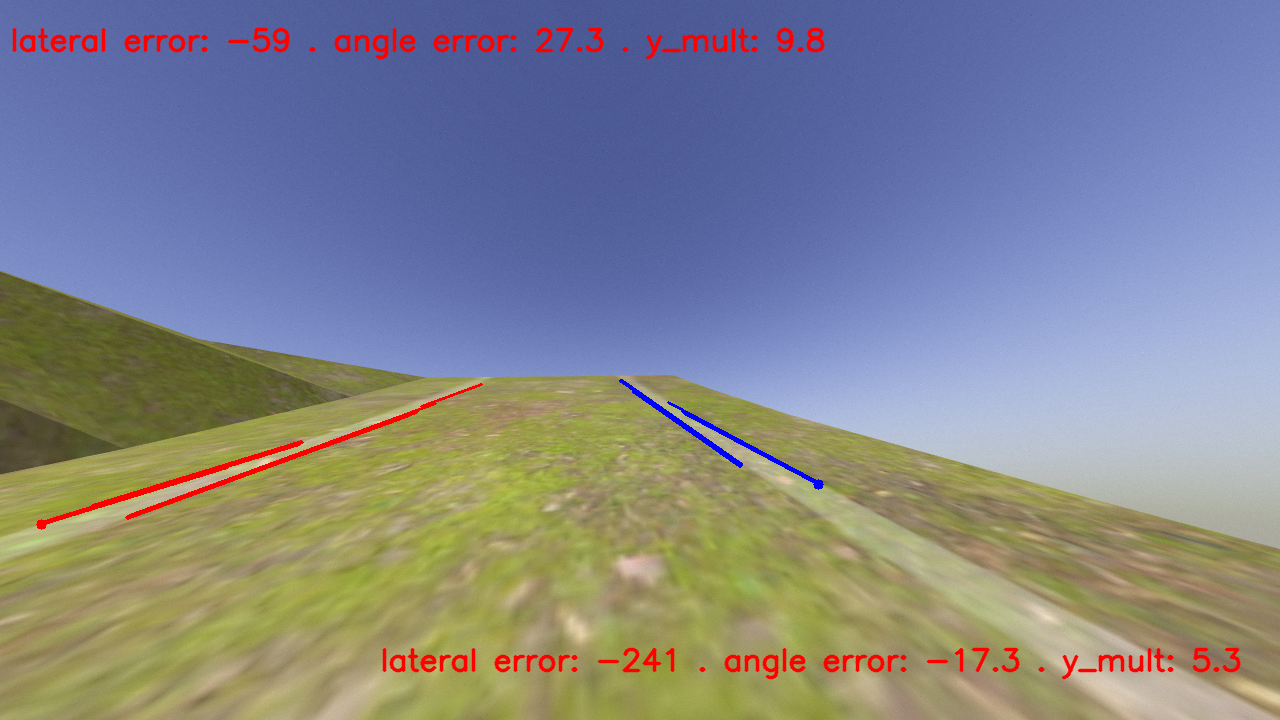 lateral error: −59 . angle error: 27.3 . y_mult: 9.8
lateral error: −241 . angle error: −17.3 . y_mult: 5.3